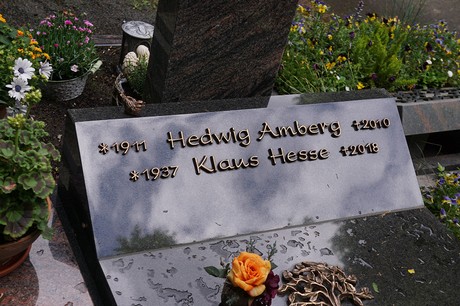 *1911 Hedwig Amberg †2010
*1937 Klaus Hesse †2018